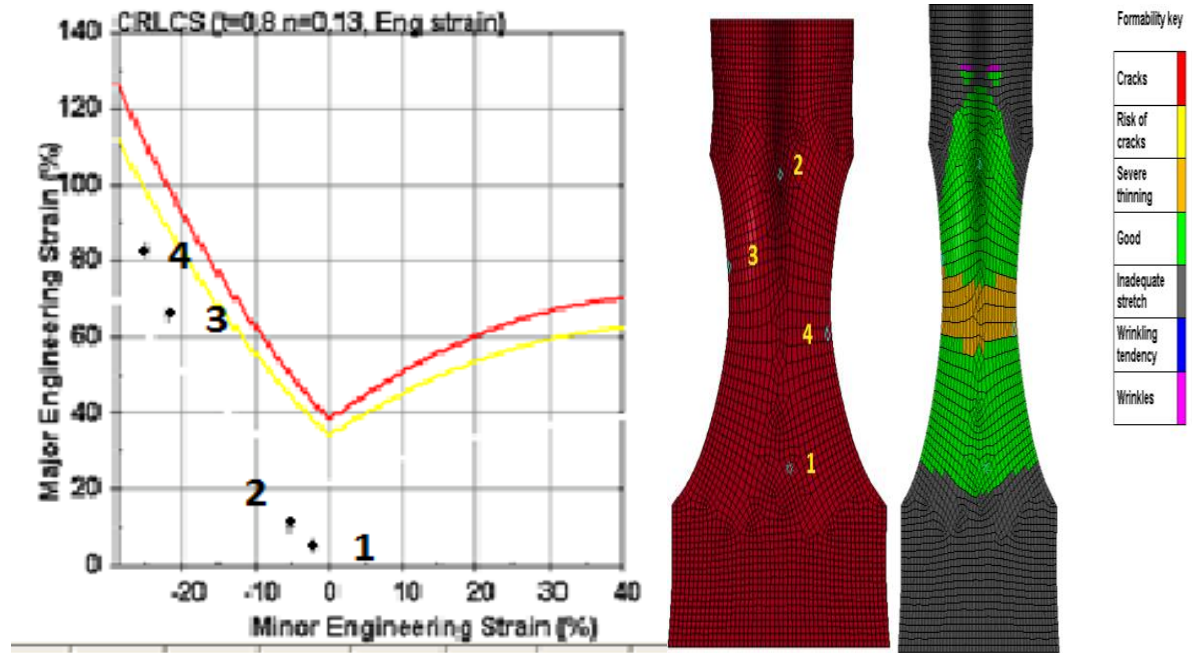 CRLCS (t=0.8 n=0.13, Eng strain)
140
120
100
80
60
40
20
0
Major Engineering Strain (%)
4
3
2
1
-20 -10 0 10 20 30 40
Minor Engineering Strain (%)
2
3
4
1
Formability key
Cracks
Risk of
cracks
Severe
thinning
Good
Inadequate
stretch
Wrinkling
tendency
Wrinkles